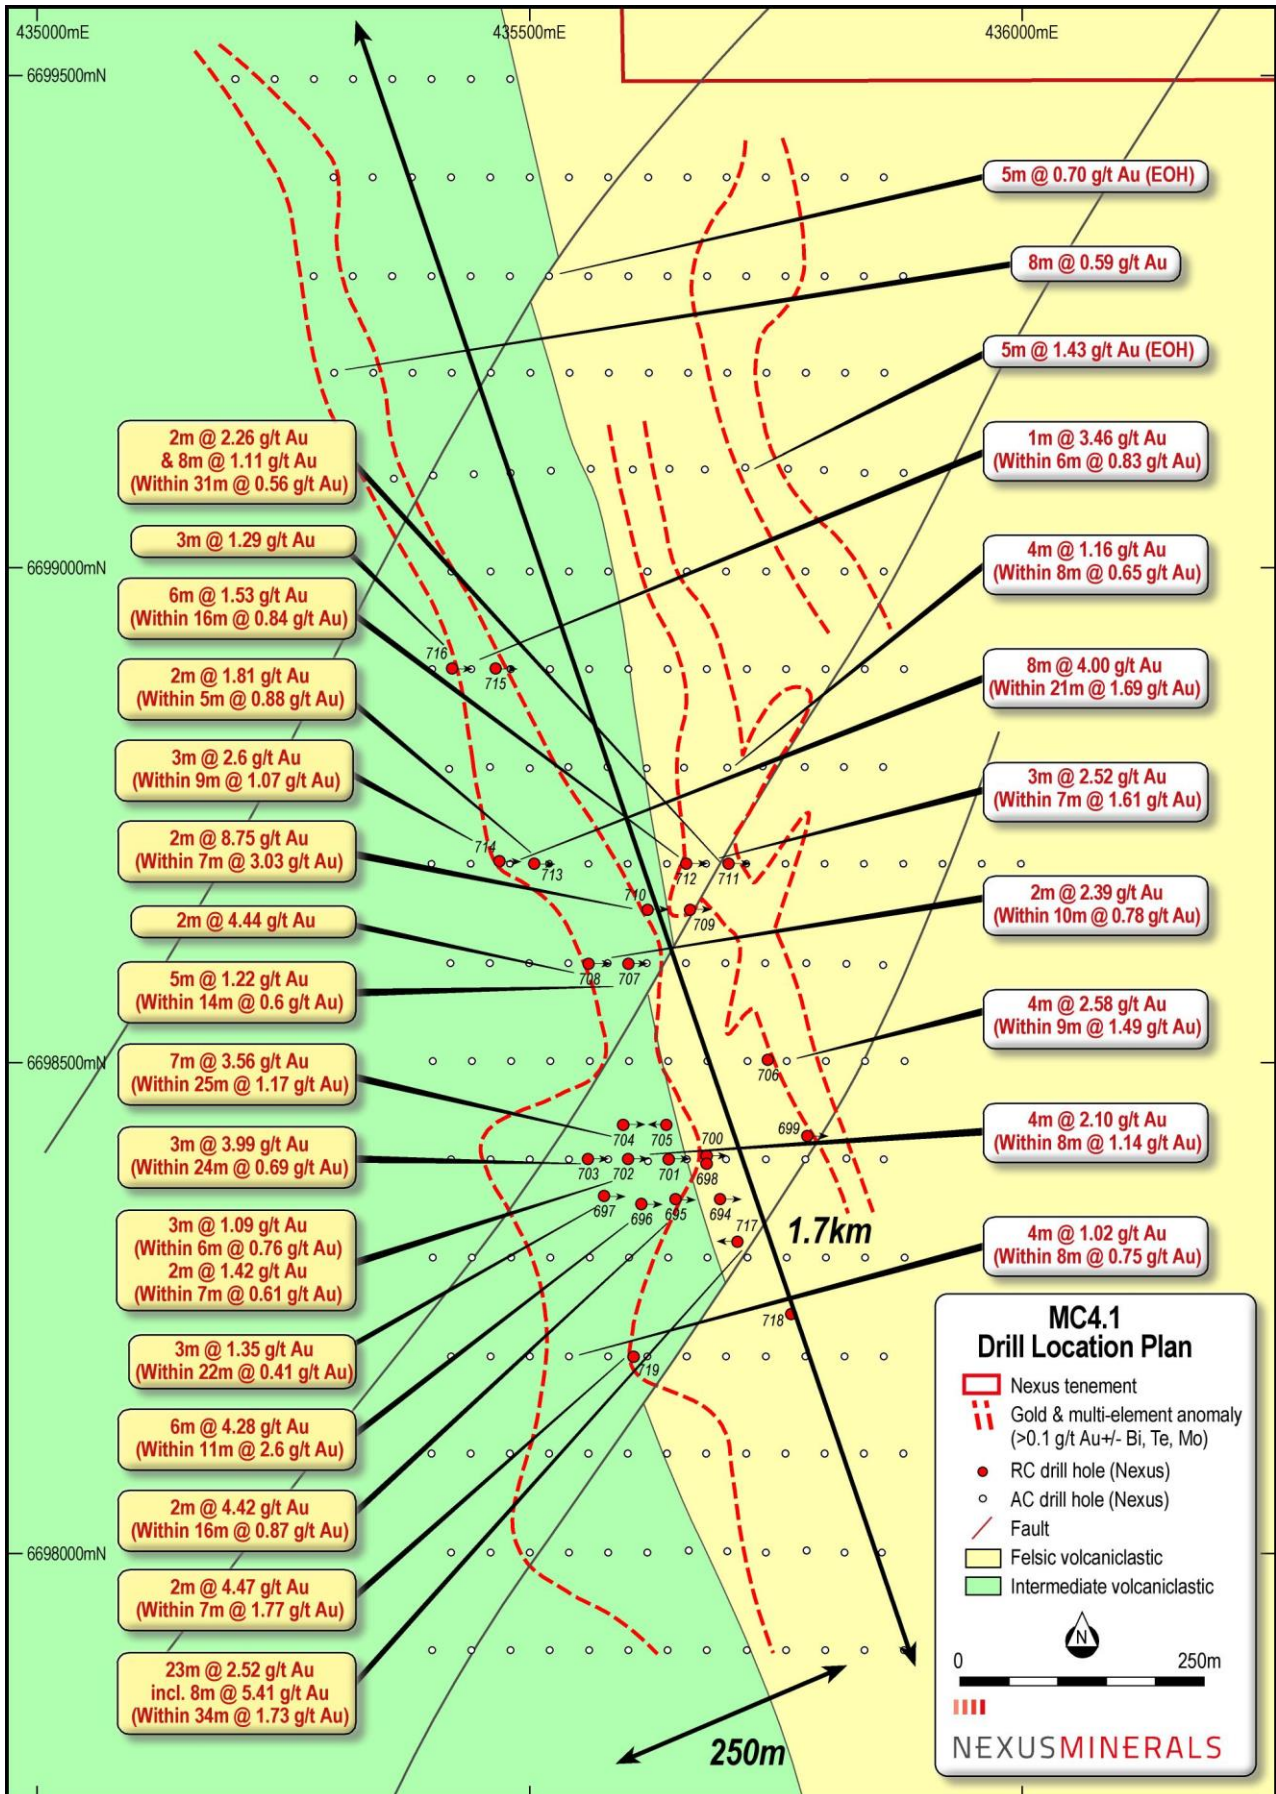 435000mE
435500mE
436000mE
6699500mN
6699000mN
6698500mN
6698000mN
2m @ 2.26 g/t Au
& 8m @ 1.11 g/t Au
(Within 31m @ 0.56 g/t Au)
3m @ 1.29 g/t Au
6m @ 1.53 g/t Au
(Within 16m @ 0.84 g/t Au)
2m @ 1.81 g/t Au
(Within 5m @ 0.88 g/t Au)
3m @ 2.6 g/t Au
(Within 9m @ 1.07 g/t Au)
2m @ 8.75 g/t Au
(Within 7m @ 3.03 g/t Au)
2m @ 4.44 g/t Au
5m @ 1.22 g/t Au
(Within 14m @ 0.6 g/t Au)
7m @ 3.56 g/t Au
(Within 25m @ 1.17 g/t Au)
3m @ 3.99 g/t Au
(Within 24m @ 0.69 g/t Au)
3m @ 1.09 g/t Au
(Within 6m @ 0.76 g/t Au)
2m @ 1.42 g/t Au
(Within 7m @ 0.61 g/t Au)
3m @ 1.35 g/t Au
(Within 22m @ 0.41 g/t Au)
6m @ 4.28 g/t Au
(Within 11m @ 2.6 g/t Au)
2m @ 4.42 g/t Au
(Within 16m @ 0.87 g/t Au)
2m @ 4.47 g/t Au
(Within 7m @ 1.77 g/t Au)
23m @ 2.52 g/t Au
incl. 8m @ 5.41 g/t Au
(Within 34m @ 1.73 g/t Au)
716
715
714
713
712
711
710
709
708
707
706
704
705
700
699
703
702
701
698
697
696
695
694
717
718
719
1.7km
250m
5m @ 0.70 g/t Au (EOH)
8m @ 0.59 g/t Au
5m @ 1.43 g/t Au (EOH)
1m @ 3.46 g/t Au
(Within 6m @ 0.83 g/t Au)
4m @ 1.16 g/t Au
(Within 8m @ 0.65 g/t Au)
8m @ 4.00 g/t Au
(Within 21m @ 1.69 g/t Au)
3m @ 2.52 g/t Au
(Within 7m @ 1.61 g/t Au)
2m @ 2.39 g/t Au
(Within 10m @ 0.78 g/t Au)
4m @ 2.58 g/t Au
(Within 9m @ 1.49 g/t Au)
4m @ 2.10 g/t Au
(Within 8m @ 1.14 g/t Au)
4m @ 1.02 g/t Au
(Within 8m @ 0.75 g/t Au)
MC4.1
Drill Location Plan
Nexus tenement
Gold & multi-element anomaly
(>0.1 g/t Au+/- Bi, Te, Mo)
RC drill hole (Nexus)
AC drill hole (Nexus)
Fault
Felsic volcaniclastic
Intermediate volcaniclastic
N
0 250m
NEXUSMINERALS